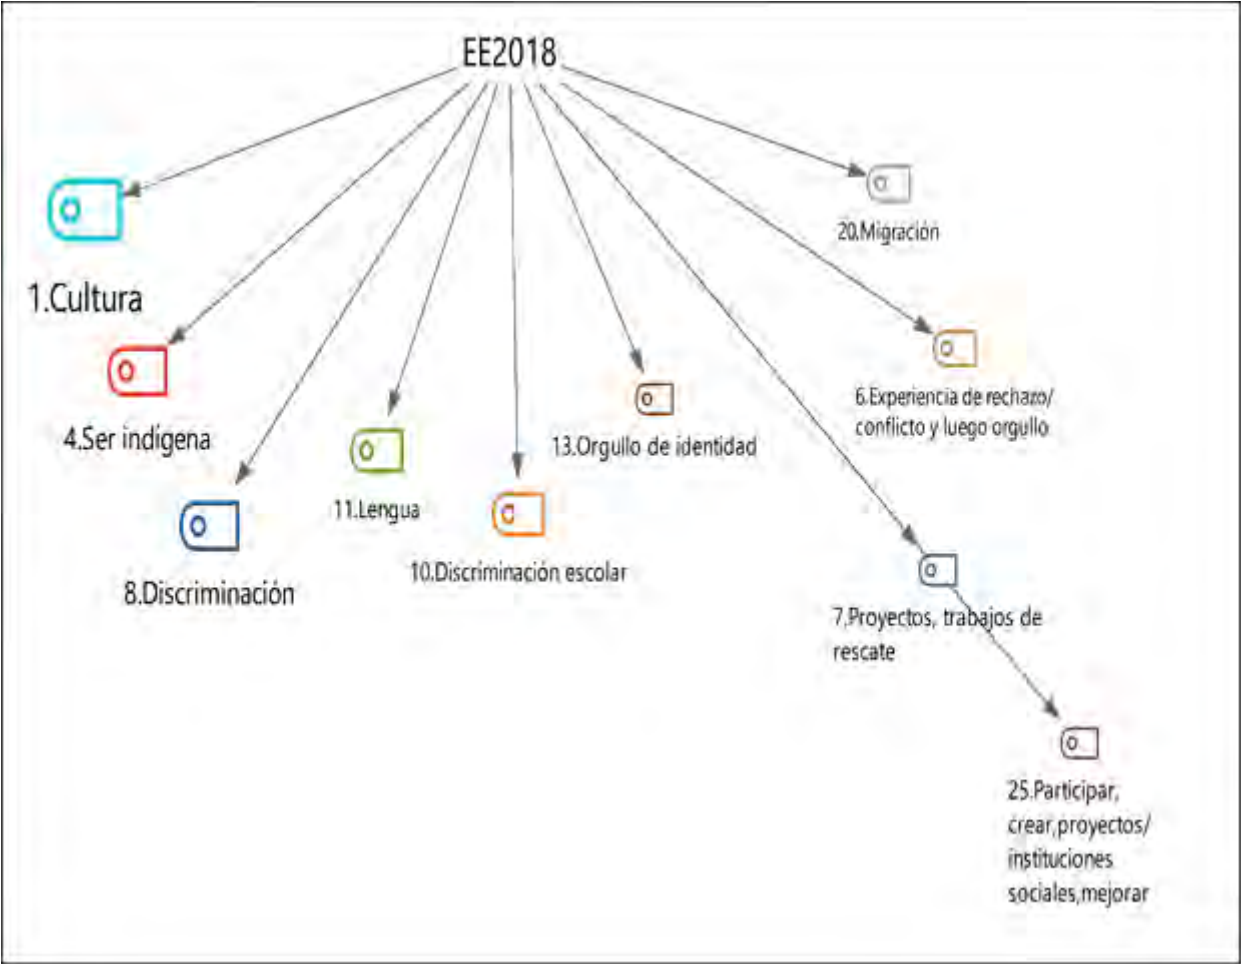 EE2018
20.Migración
1.Cultura
6.Experiencia de rechazo/
conflicto y luego orgullo
4.Ser indígena
13.Orgullo de identidad
11.Lengua
10.Discriminación escolar
8.Discriminación
7.Proyectos, trabajos de
rescate
25.Participar,
crear,proyectos/
instituciones
sociales,mejorar